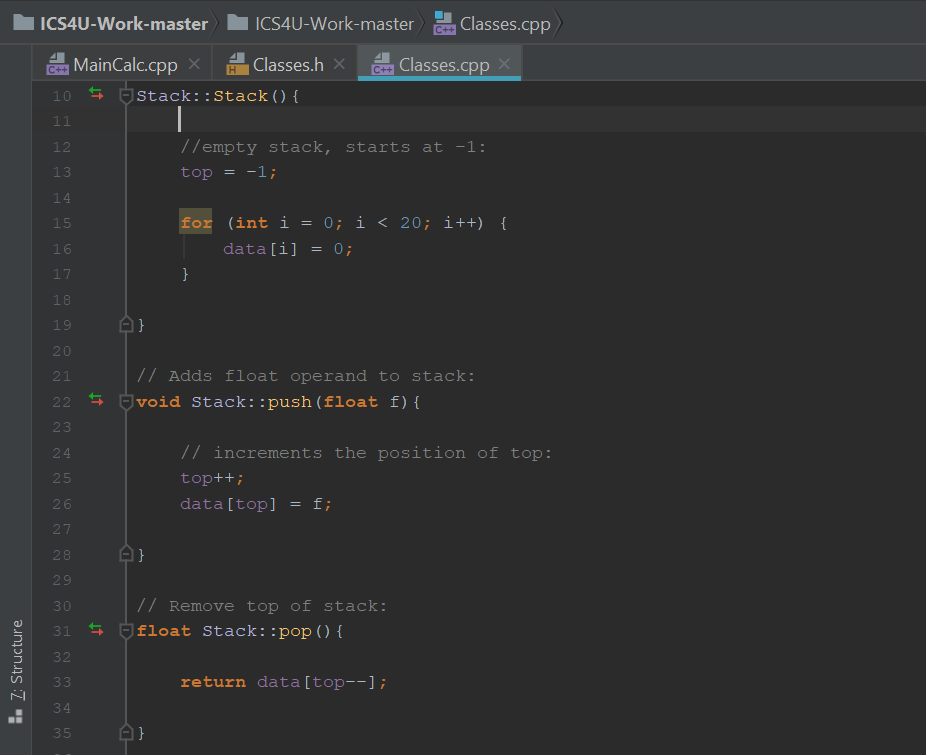 ICS4U-Work-master ICS4U-Work-master Classes.cpp
MainCalc.cpp Classes.h Classes.cpp
10 Stack::Stack(){
11
12 //empty stack, starts at -1:
13 top = -1;
14
15 for (int i = 0; i < 20; i++) {
16 data[i] = 0;
17 }
18
19 }
20
21 // Adds float operand to stack:
22 void Stack::push(float f){
23
24 // increments the position of top:
25 top++;
26 data[top] = f;
27
28 }
29
30 // Remove top of stack:
31 float Stack::pop(){
32
33 return data[top--];
34
35 }
7: Structure